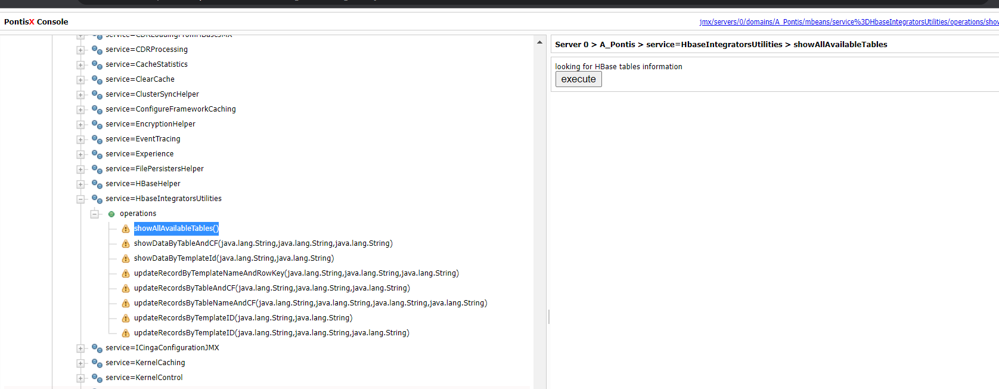 PontisX Console
jmx/servers/0/domains/A_Pontis/mbeans/service%3DHbaseIntegratorsUtilities/operations/show
service=CDRLoadingFromHBaseJMX
service=CDRProcessing
service=CacheStatistics
service=ClearCache
service=ClusterSyncHelper
service=ConfigureFrameworkCaching
service=EncryptionHelper
service=EventTracing
service=Experience
service=FilePersistersHelper
service=HBaseHelper
service=HbaseIntegratorsUtilities
operations
showAllAvailableTables()
showDataByTableAndCF(java.lang.String,java.lang.String,java.lang.String)
showDataByTemplateId(java.lang.String,java.lang.String)
updateRecordByTemplateNameAndRowKey(java.lang.String,java.lang.String,java.lang.String)
updateRecordsByTableAndCF(java.lang.String,java.lang.String,java.lang.String)
updateRecordsByTableNameAndCF(java.lang.String,java.lang.String,java.lang.String,java.lang.String)
updateRecordsByTemplateID(java.lang.String,java.lang.String)
updateRecordsByTemplateID(java.lang.String,java.lang.String,java.lang.String)
service=ICingaConfigurationJMX
service=KernelCaching
service=KernelControl
Server 0 > A_Pontis > service=HbaseIntegratorsUtilities > showAllAvailableTables
looking for HBase tables information
execute